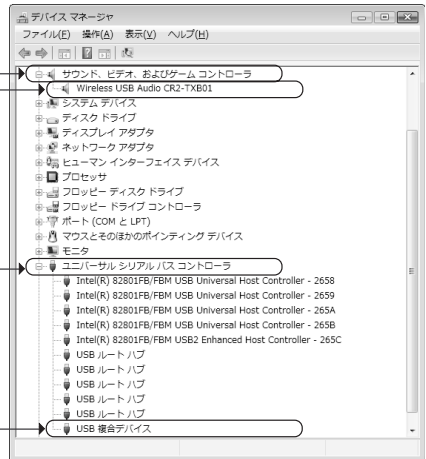 デバイス マネージャ
ファイル(F) 操作(A) 表示(V) ヘルプ(H)
サウンド、ビデオ、およびゲーム コントローラ
Wireless USB Audio CR2-TXB01
システム デバイス
ディスク ドライブ
ディスプレイ アダプタ
ネットワーク アダプタ
ヒューマン インターフェイス デバイス
プロセッサ
フロッピー ディスク ドライブ
フロッピー ドライブ コントローラ
ポート (COM と LPT)
マウスとそのほかのポインティング デバイス
モニタ
ユニバーサル シリアル バス コントローラ
Intel(R) 82801FB/FBM USB Universal Host Controller - 2658
Intel(R) 82801FB/FBM USB Universal Host Controller - 2659
Intel(R) 82801FB/FBM USB Universal Host Controller - 265A
Intel(R) 82801FB/FBM USB Universal Host Controller - 265B
Intel(R) 82801FB/FBM USB2 Enhanced Host Controller - 265C
USB ルート ハブ
USB ルート ハブ
USB ルート ハブ
USB ルート ハブ
USB ルート ハブ
USB 複合デバイス